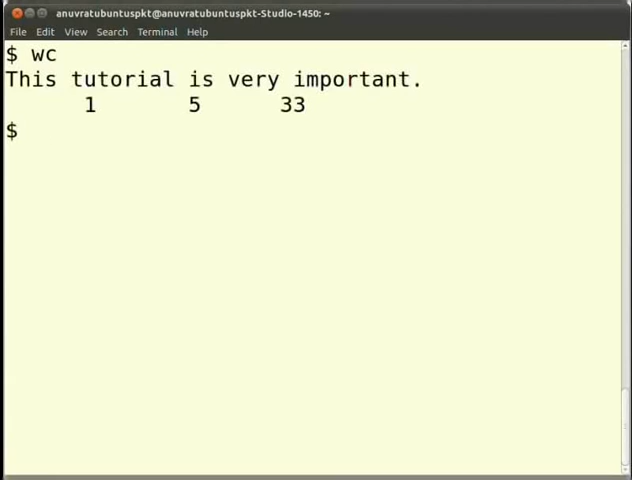 anuvratubuntuspkt@anuvratubuntuspkt-Studio-1450: ~
File Edit View Search Terminal Help
$ wc
This tutorial is very important.
1 5 33
$